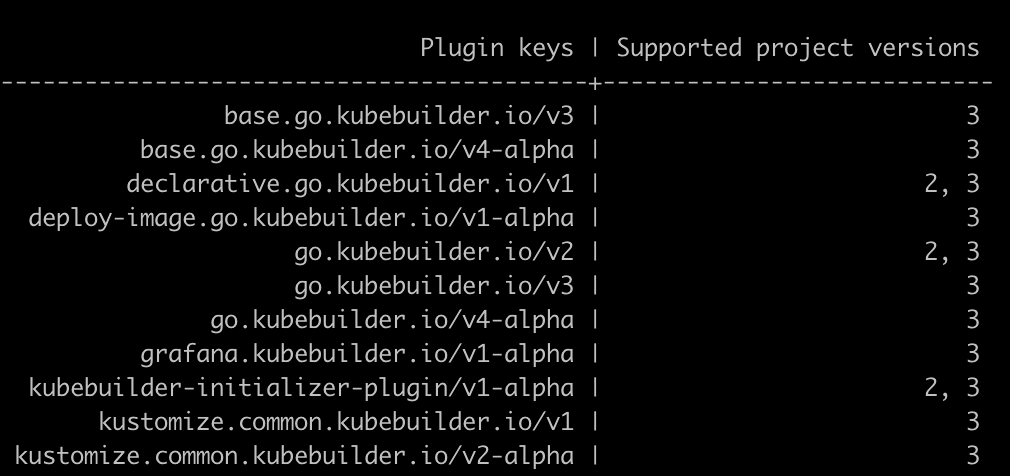 Plugin keys | Supported project versions
------------------------------------------+----------------------------
base.go.kubebuilder.io/v3 | 3
base.go.kubebuilder.io/v4-alpha | 3
declarative.go.kubebuilder.io/v1 | 2, 3
deploy-image.go.kubebuilder.io/v1-alpha | 3
go.kubebuilder.io/v2 | 2, 3
go.kubebuilder.io/v3 | 3
go.kubebuilder.io/v4-alpha | 3
grafana.kubebuilder.io/v1-alpha | 3
kubebuilder-initializer-plugin/v1-alpha | 2, 3
kustomize.common.kubebuilder.io/v1 | 3
kustomize.common.kubebuilder.io/v2-alpha | 3